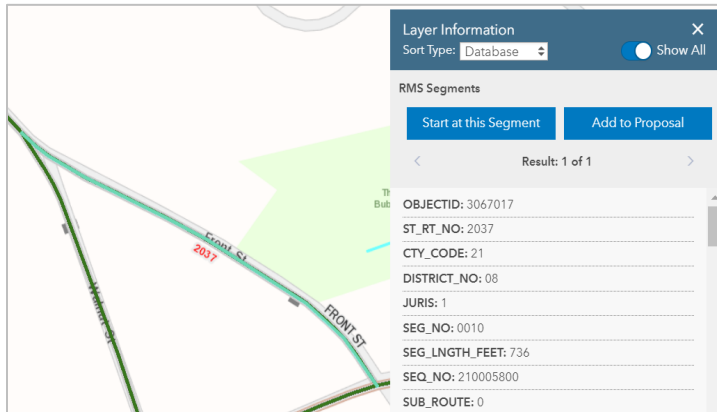 Layer Information
Sort Type: Database
Show All
RMS Segments
Start at this Segment
Add to Proposal
Result: 1 of 1
OBJECTID: 3067017
ST_RT_NO: 2037
CTY_CODE: 21
DISTRICT_NO: 08
JURIS: 1
SEG_NO: 0010
SEG_LNGTH_FEET: 736
SEQ_NO: 210005800
SUB_ROUTE: 0
Th
Bub
Front St
2037
FRONT ST
Walnut St